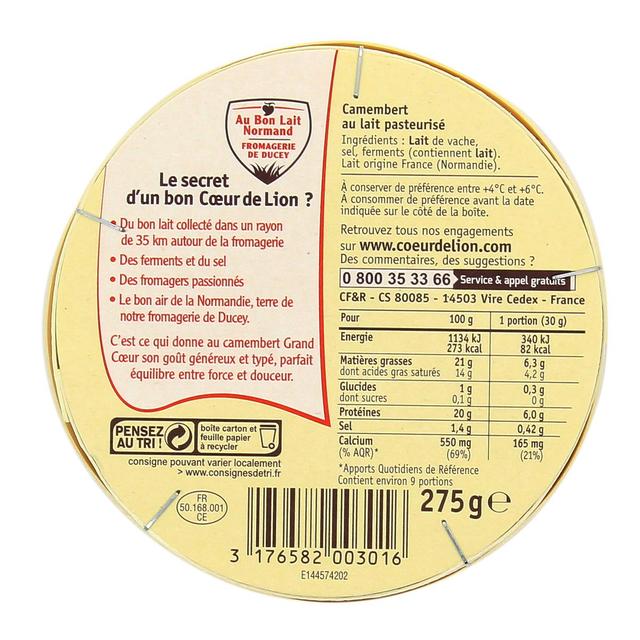 Au Bon Lait
Normand
FROMAGERIE
DE DUCEY
Le secret
d'un bon Cœur de Lion ?
• Du bon lait collecté dans un rayon
de 35 km autour de la fromagerie
• Des ferments et du sel
• Des fromagers passionnés
• Le bon air de la Normandie, terre de
notre fromagerie de Ducey.
C'est ce qui donne au camembert Grand
Cœur son goût généreux et typé, parfait
équilibre entre force et douceur.
PENSEZ
AU TRI !
boîte carton et
feuille papier
à recycler
consigne pouvant varier localement
> www.consignesdetri.fr
FR
50.168.001
CE
Camembert
au lait pasteurisé
Ingrédients : Lait de vache,
sel, ferments (contiennent lait).
Lait origine France (Normandie).
À conserver de préférence entre +4°C et +6°C.
À consommer de préférence avant la date
indiquée sur le côté de la boîte.
Retrouvez tous nos engagements
sur www.coeurdelion.com
Des commentaires, des suggestions ?
0 800 35 33 66 Service & appel gratuits
CF&R - CS 80085 - 14503 Vire Cedex - France
Pour 100 g 1 portion (30 g)
Energie 1134 kJ 340 kJ
273 kcal 82 kcal
Matières grasses 21 g 6,3 g
dont acides gras saturés 14 g 4,2 g
Glucides 1 g 0,3 g
dont sucres 0,1 g 0 g
Protéines 20 g 6,0 g
Sel 1,4 g 0,42 g
Calcium 550 mg 165 mg
(% AQR)* (69%) (21%)
*Apports Quotidiens de Référence
Contient environ 9 portions
275 g e
3 176582 003016
E144574202